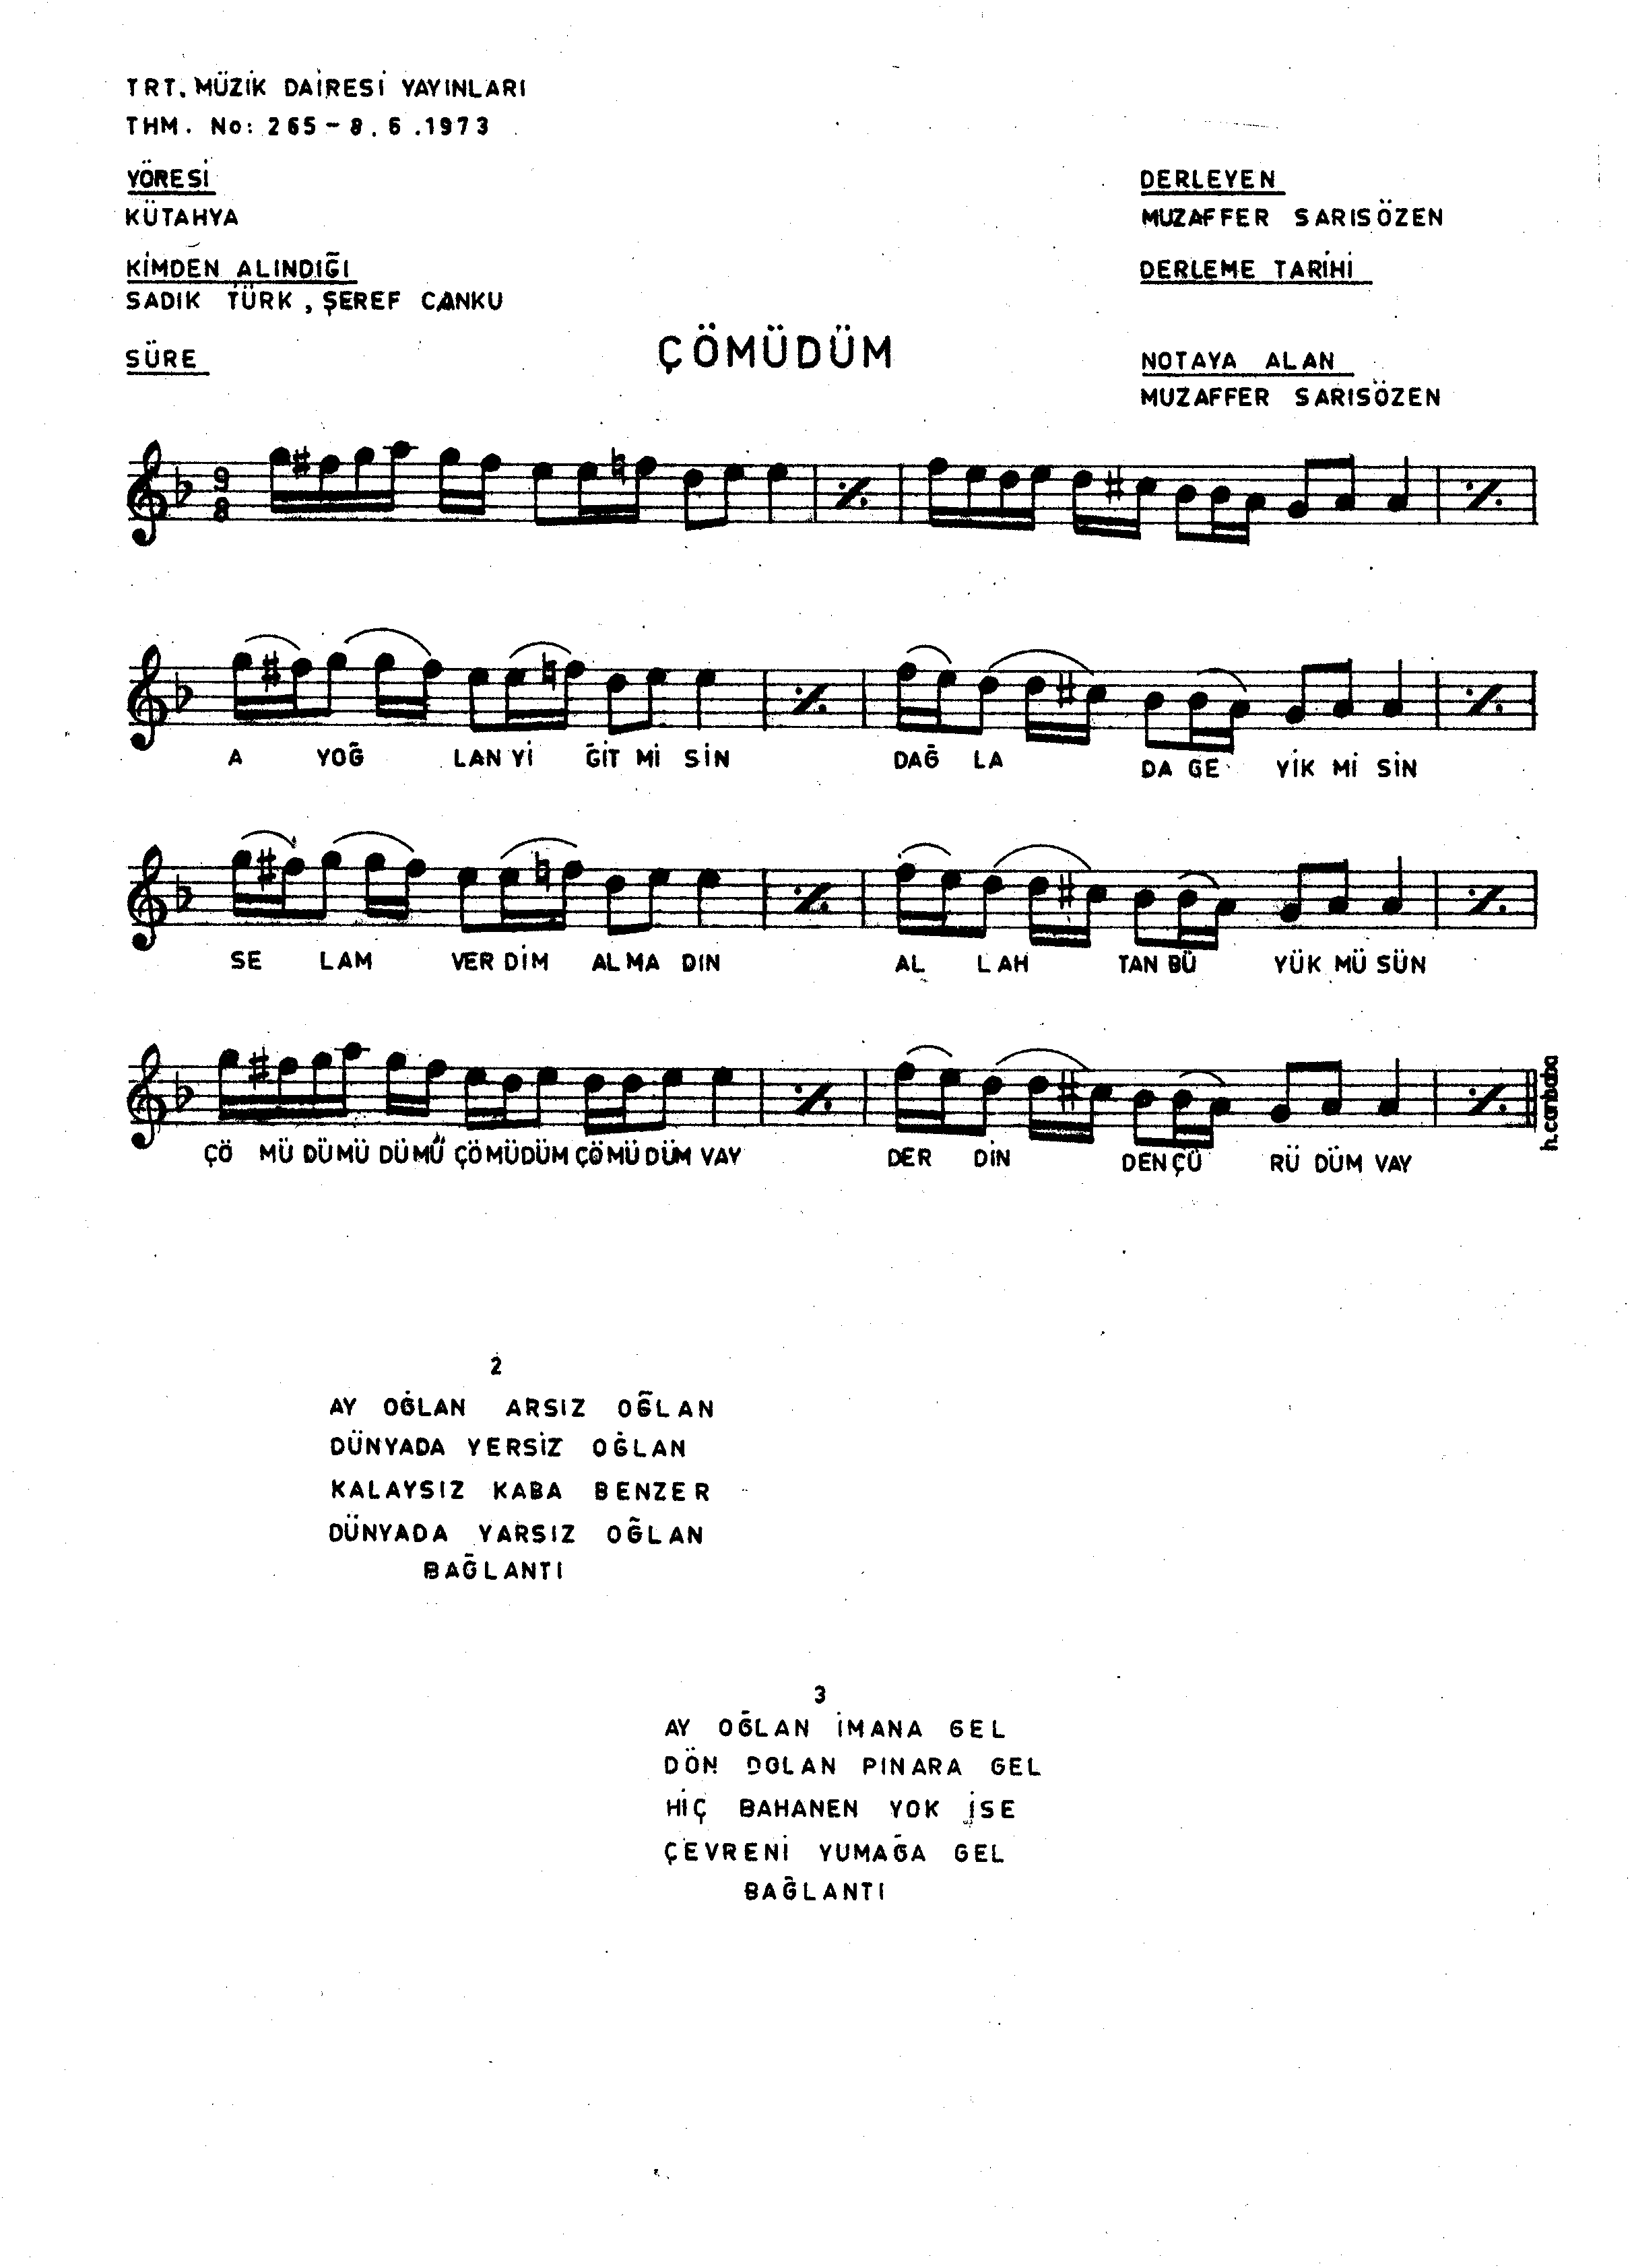 TRT. MÜZİK DAİRESİ YAYINLARI
THM. No: 265 - 8.6.1973
YÖRESİ
KÜTAHYA
KİMDEN ALINDIĞI
SADIK TÜRK, ŞEREF CANKU
SÜRE
DERLEYEN
MUZAFFER SARISÖZEN
DERLEME TARİHİ
NOTAYA ALAN
MUZAFFER SARISÖZEN
ÇÖMÜDÜM
9
8
A YOĞ LAN Yİ ĞİT Mİ SİN DAĞ LA DA GE YİK Mİ SİN
SE LAM VER DİM AL MA DIN AL LAH TAN BÜ YÜK MÜ SÜN
ÇÖ MÜ DÜ MÜ DÜ MÜ ÇÖ MÜ DÜM ÇÖ MÜ DÜM VAY DER DİN DEN ÇÜ RÜ DÜM VAY
h.canbaba
2
AY OĞLAN ARSIZ OĞLAN
DÜNYADA YERSİZ OĞLAN
KALAYSIZ KABA BENZER
DÜNYADA YARSIZ OĞLAN
BAĞLANTI
3
AY OĞLAN İMANA GEL
DÖN DOLAN PINARA GEL
HİÇ BAHANEN YOK İSE
ÇEVRENİ YUMAĞA GEL
BAĞLANTI